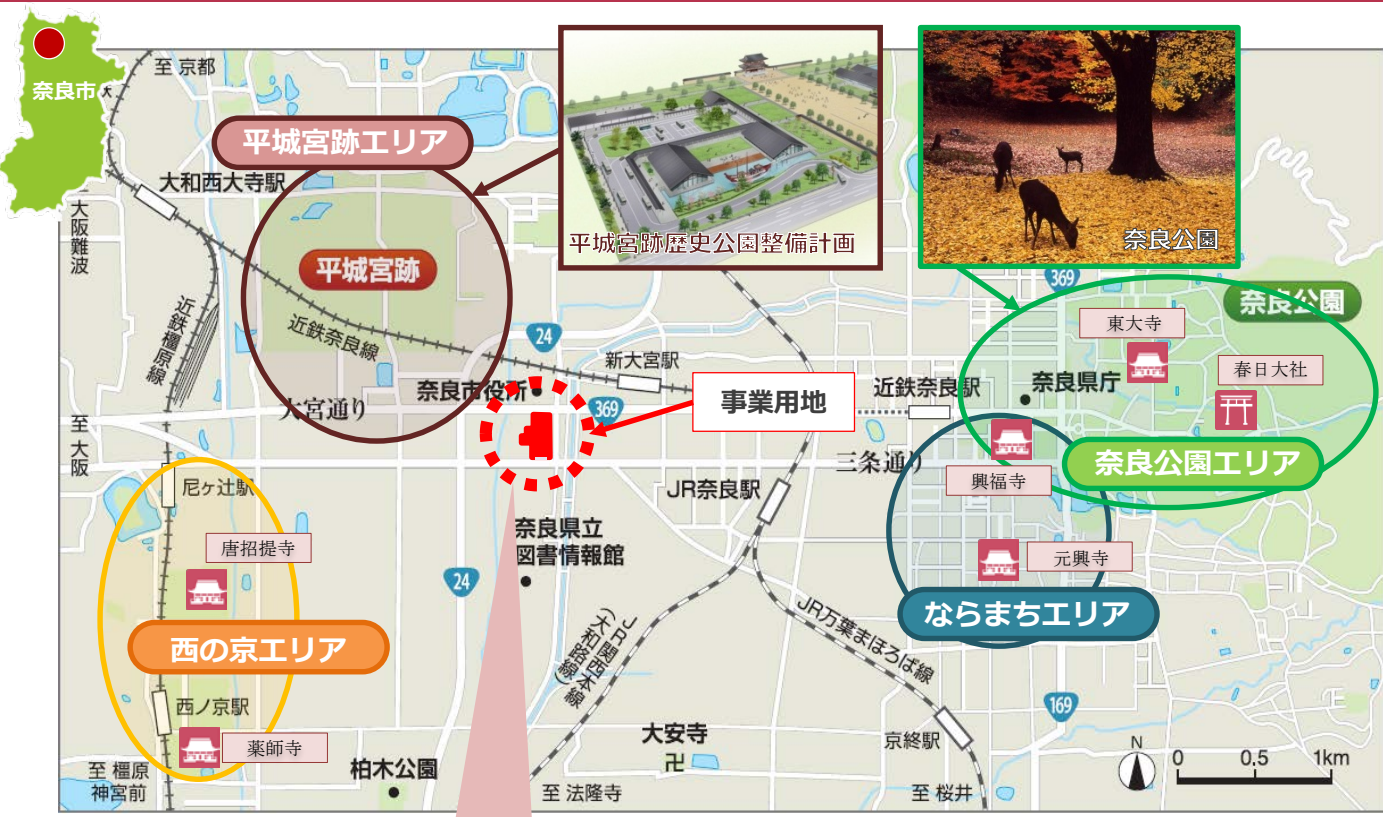 奈良市
至 京都
平城宮跡エリア
大和西大寺駅
至
大阪難波
平城宮跡
平城宮跡歴史公園整備計画
奈良公園
369
奈良公園
東大寺
春日大社
近鉄橿原線
近鉄奈良線
24
新大宮駅
奈良市役所
大宮通り
369
事業用地
近鉄奈良駅
奈良県庁
至 大阪
三条通り
奈良公園エリア
興福寺
尼ヶ辻駅
JR奈良駅
唐招提寺
奈良県立
図書情報館
24
元興寺
ならまちエリア
西の京エリア
JR関西本線
(大和路線)
JR万葉まほろば線
西ノ京駅
薬師寺
169
大安寺
京終駅
至 橿原
神宮前
柏木公園
至 法隆寺
至 桜井
N
0 0.5 1km